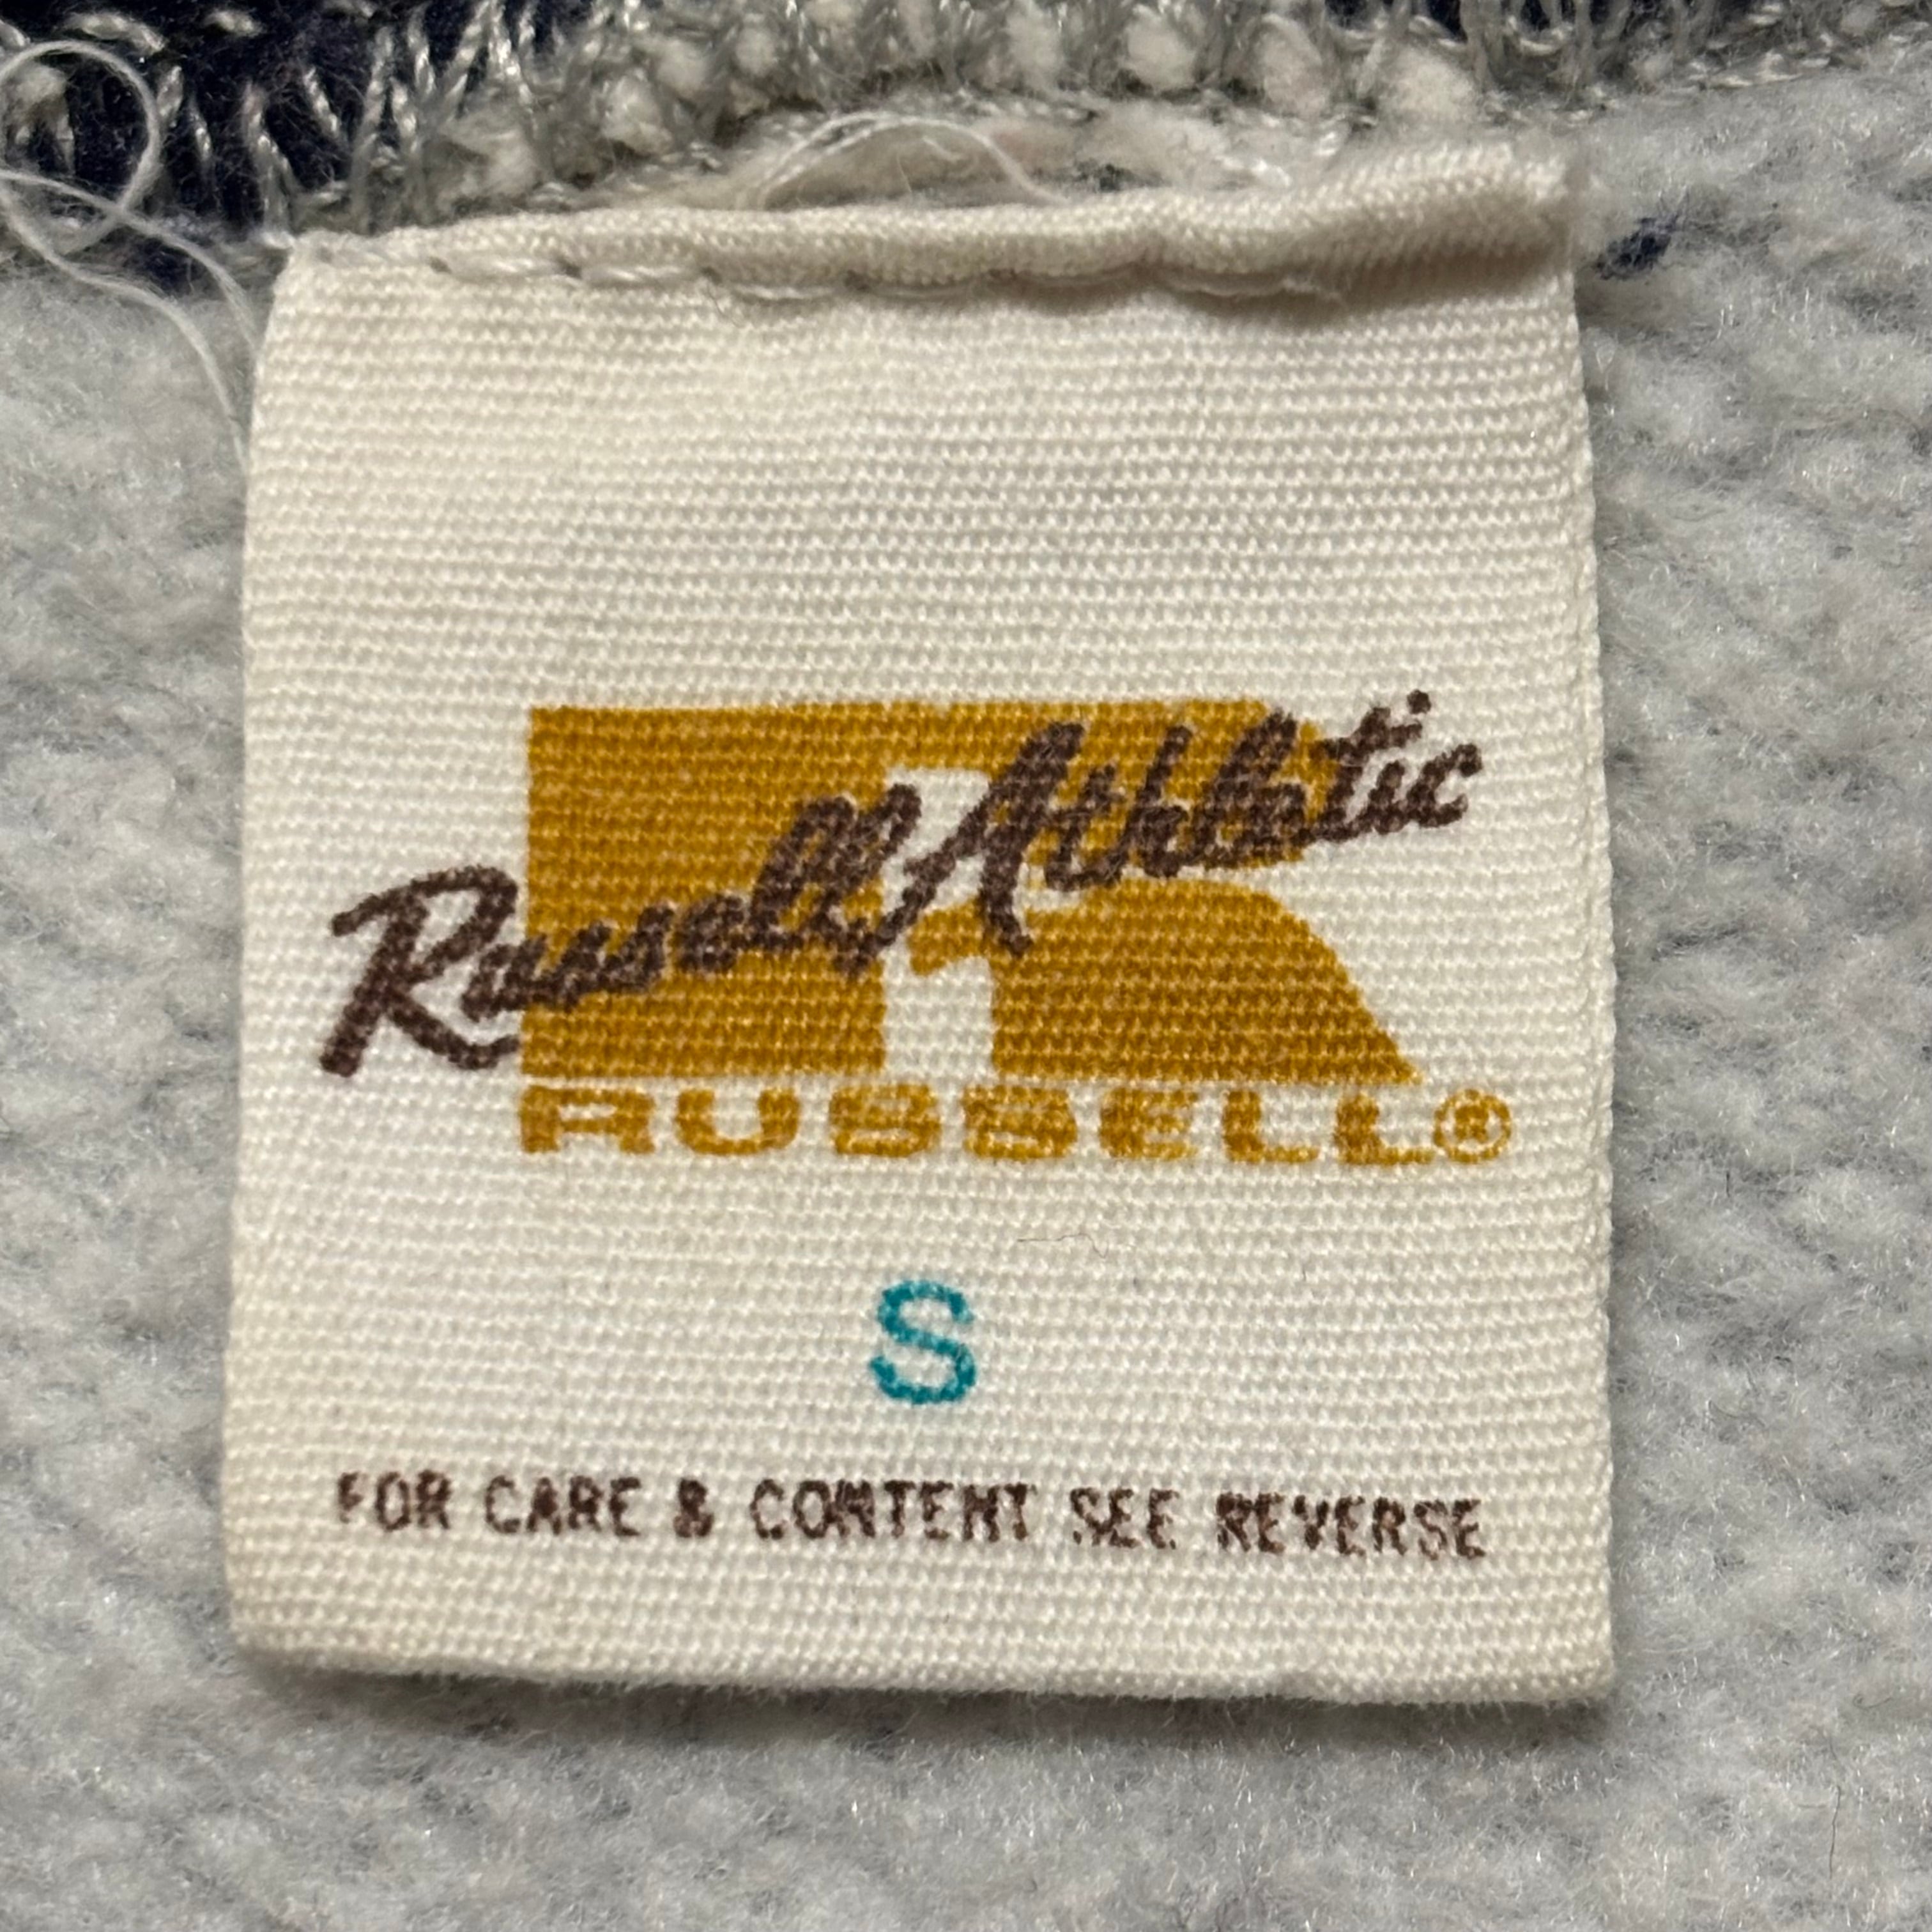 Russell Athletic
RUSSELL®
S
FOR CARE & CONTENT SEE REVERSE